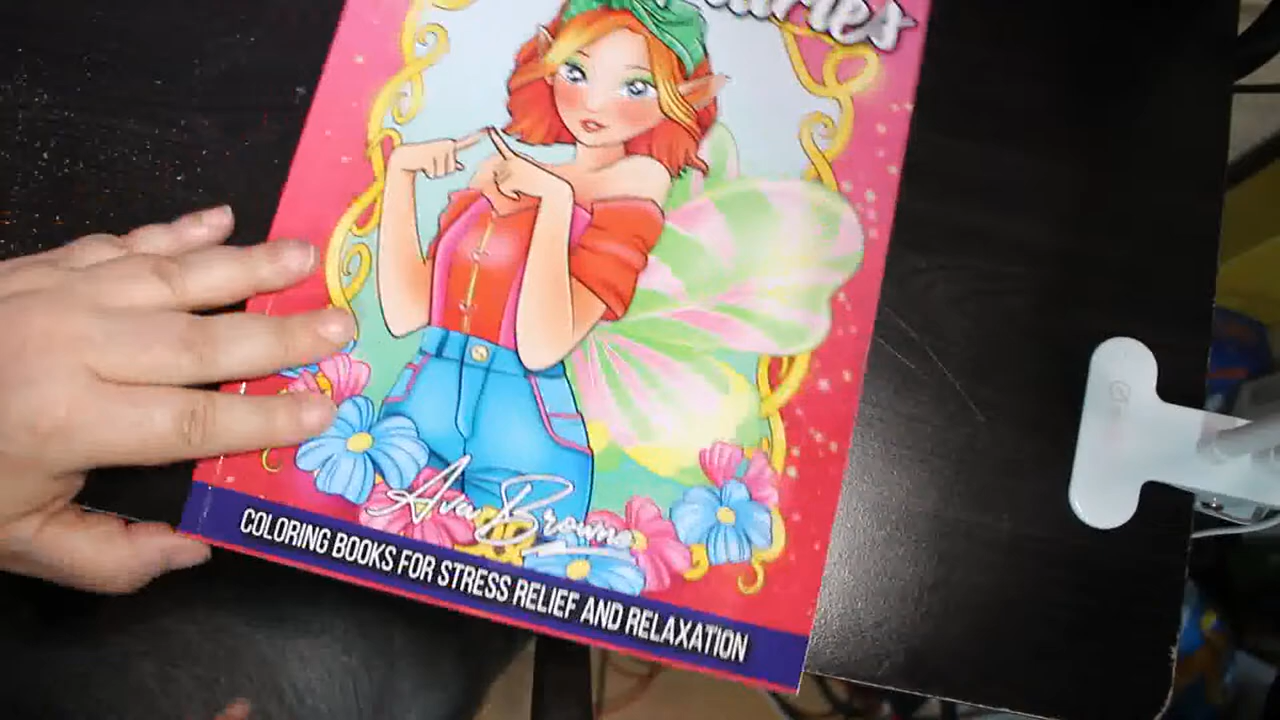 Ava Browne
COLORING BOOKS FOR STRESS RELIEF AND RELAXATION